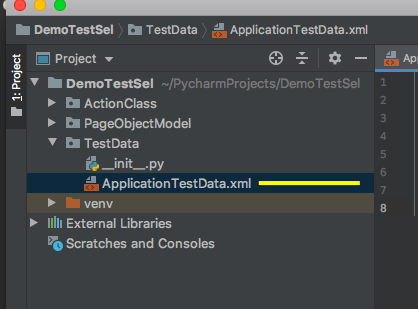 DemoTestSel TestData ApplicationTestData.xml
1: Project
Project
DemoTestSel ~/PycharmProjects/DemoTestSel
ActionClass
PageObjectModel
TestData
__init__.py
ApplicationTestData.xml
venv
External Libraries
Scratches and Consoles
Ap
1
2
3
4
5
6
7
8